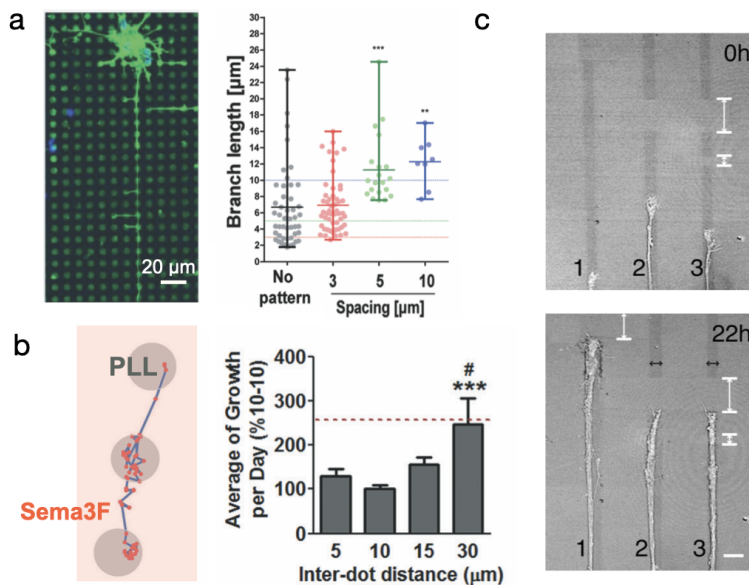 a
20 μm
Branch length [μm]
26
24
22
20
18
16
14
12
10
8
6
4
2
0
***
**
No
pattern
3
5
10
Spacing [μm]
b
PLL
Sema3F
Average of Growth
per Day (%10-10)
400
300
200
100
0
#
***
5
10
15
30
Inter-dot distance (μm)
c
0h
1
2
3
22h
1
2
3